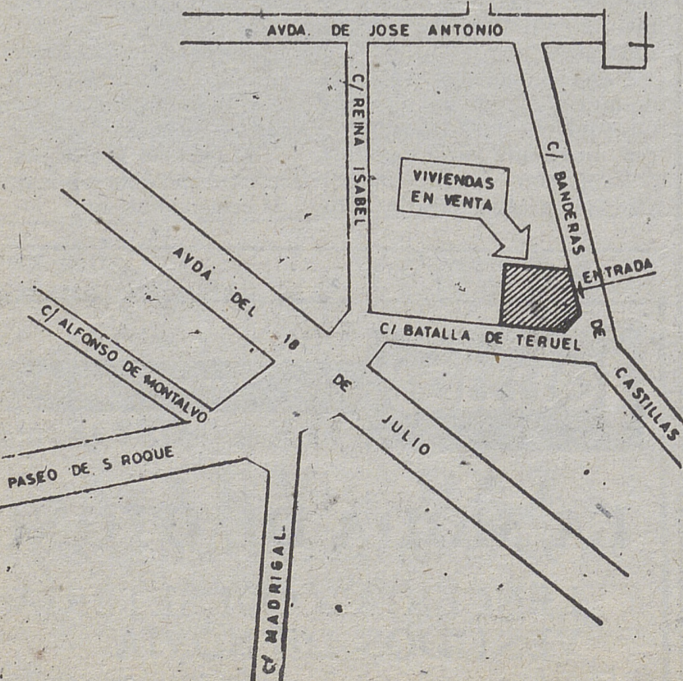 AVDA. DE JOSE ANTONIO
C/ REINA ISABEL
C/ BANDERAS DE CASTILLAS
VIVIENDAS
EN VENTA
ENTRADA
AVDA DEL 18 DE JULIO
C/ BATALLA DE TERUEL
C/ ALFONSO DE MONTALVO
PASEO DE S ROQUE
C/ MADRIGAL